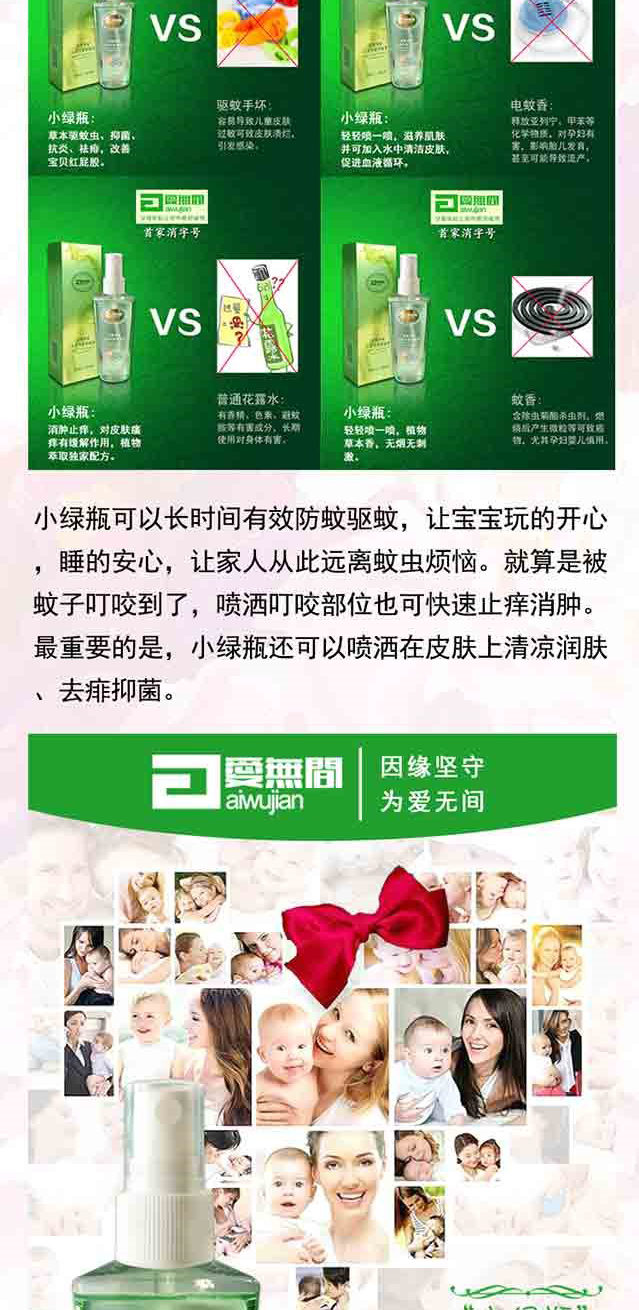 VS
VS
小绿瓶：
草本驱蚊虫、抑菌、
抗炎、祛痱，改善
宝贝红屁股。
驱蚊手坏：
容易导致儿童皮肤
过敏可致皮肤溃烂，
引发感染。
小绿瓶：
轻轻喷一喷，滋养肌肤
并可加入水中清洁皮肤，
促进血液循环。
电蚊香：
释放亚列宁、甲苯等
化学物质，对孕妇有
害，影响胎儿发育，
甚至可能导致流产。
愛無間
aiwujian
首家消字号
愛無間
aiwujian
首家消字号
VS
??
?
VS
小绿瓶：
消肿止痒，对皮肤瘙
痒有缓解作用，植物
萃取独家配方。
普通花露水：
有香精、色素、避蚊
胺等有害成分，长期
使用对身体有害。
小绿瓶：
轻轻喷一喷，植物
草本香，无烟无刺
激。
蚊香：
含除虫菊酯杀虫剂，燃
烧后产生微粒等可致癌
物，尤其孕妇婴儿慎用。
小绿瓶可以长时间有效防蚊驱蚊，让宝宝玩的开心
，睡的安心，让家人从此远离蚊虫烦恼。就算是被
蚊子叮咬到了，喷洒叮咬部位也可快速止痒消肿。
最重要的是，小绿瓶还可以喷洒在皮肤上清凉润肤
、去痱抑菌。
愛無間
aiwujian
因缘坚守
为爱无间